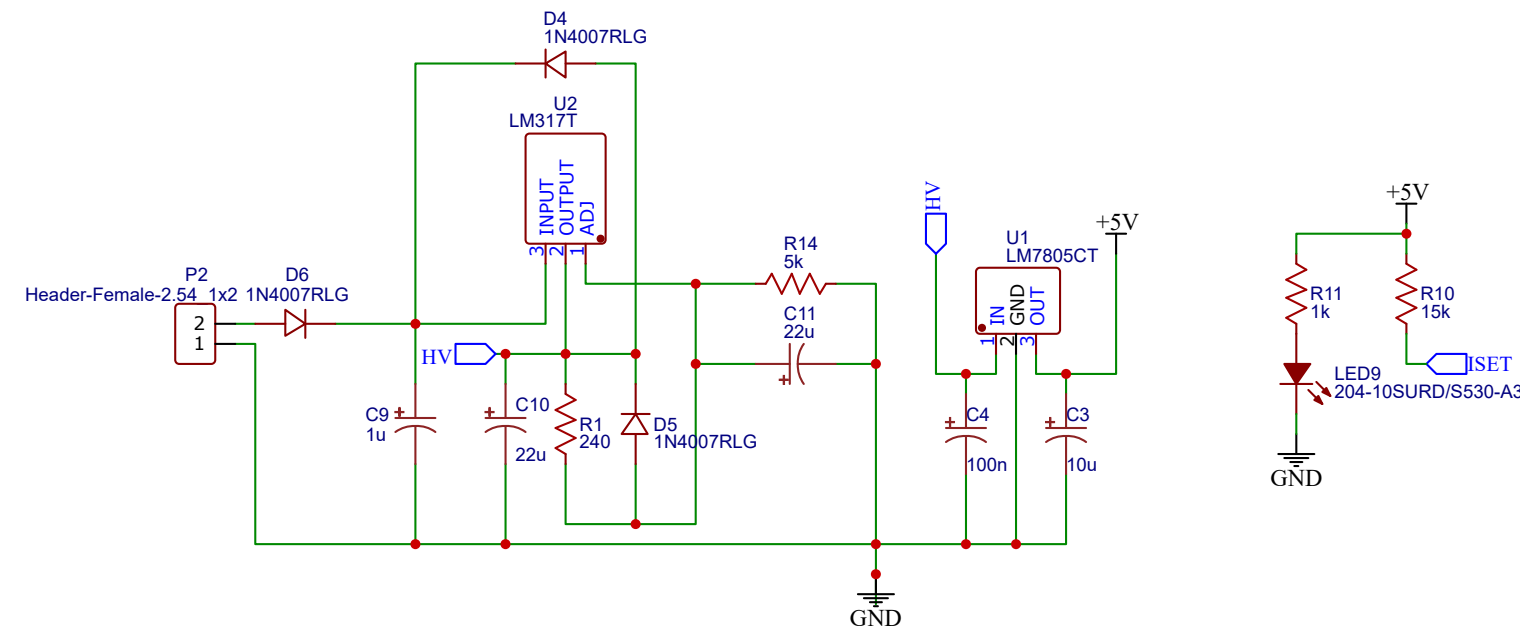 D4
1N4007RLG
U2
LM317T
INPUT
OUTPUT
ADJ
3
2
1
P2
Header-Female-2.54_1x2
2
1
D6
1N4007RLG
HV
C9
1u
C10
22u
R1
240
D5
1N4007RLG
R14
5k
C11
22u
GND
HV
U1
LM7805CT
IN
GND
OUT
1
2
3
+5V
C4
100n
C3
10u
+5V
R11
1k
R10
15k
ISET
LED9
204-10SURD/S530-A3
GND